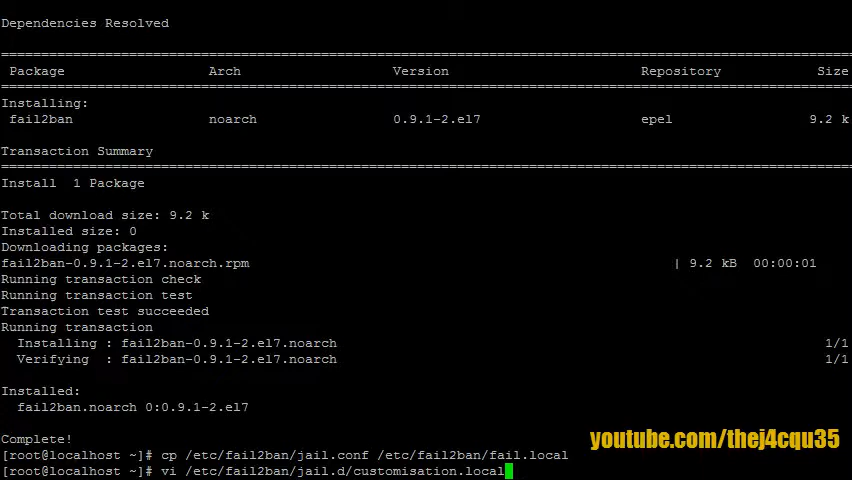 Dependencies Resolved
================================================================================
Package Arch Version Repository Size
================================================================================
Installing:
fail2ban noarch 0.9.1-2.el7 epel 9.2 k
Transaction Summary
================================================================================
Install 1 Package
Total download size: 9.2 k
Installed size: 0
Downloading packages:
fail2ban-0.9.1-2.el7.noarch.rpm | 9.2 kB 00:00:01
Running transaction check
Running transaction test
Transaction test succeeded
Running transaction
Installing : fail2ban-0.9.1-2.el7.noarch 1/1
Verifying : fail2ban-0.9.1-2.el7.noarch 1/1
Installed:
fail2ban.noarch 0:0.9.1-2.el7
Complete!
youtube.com/thej4cqu35
[root@localhost ~]# cp /etc/fail2ban/jail.conf /etc/fail2ban/fail.local
[root@localhost ~]# vi /etc/fail2ban/jail.d/customisation.local